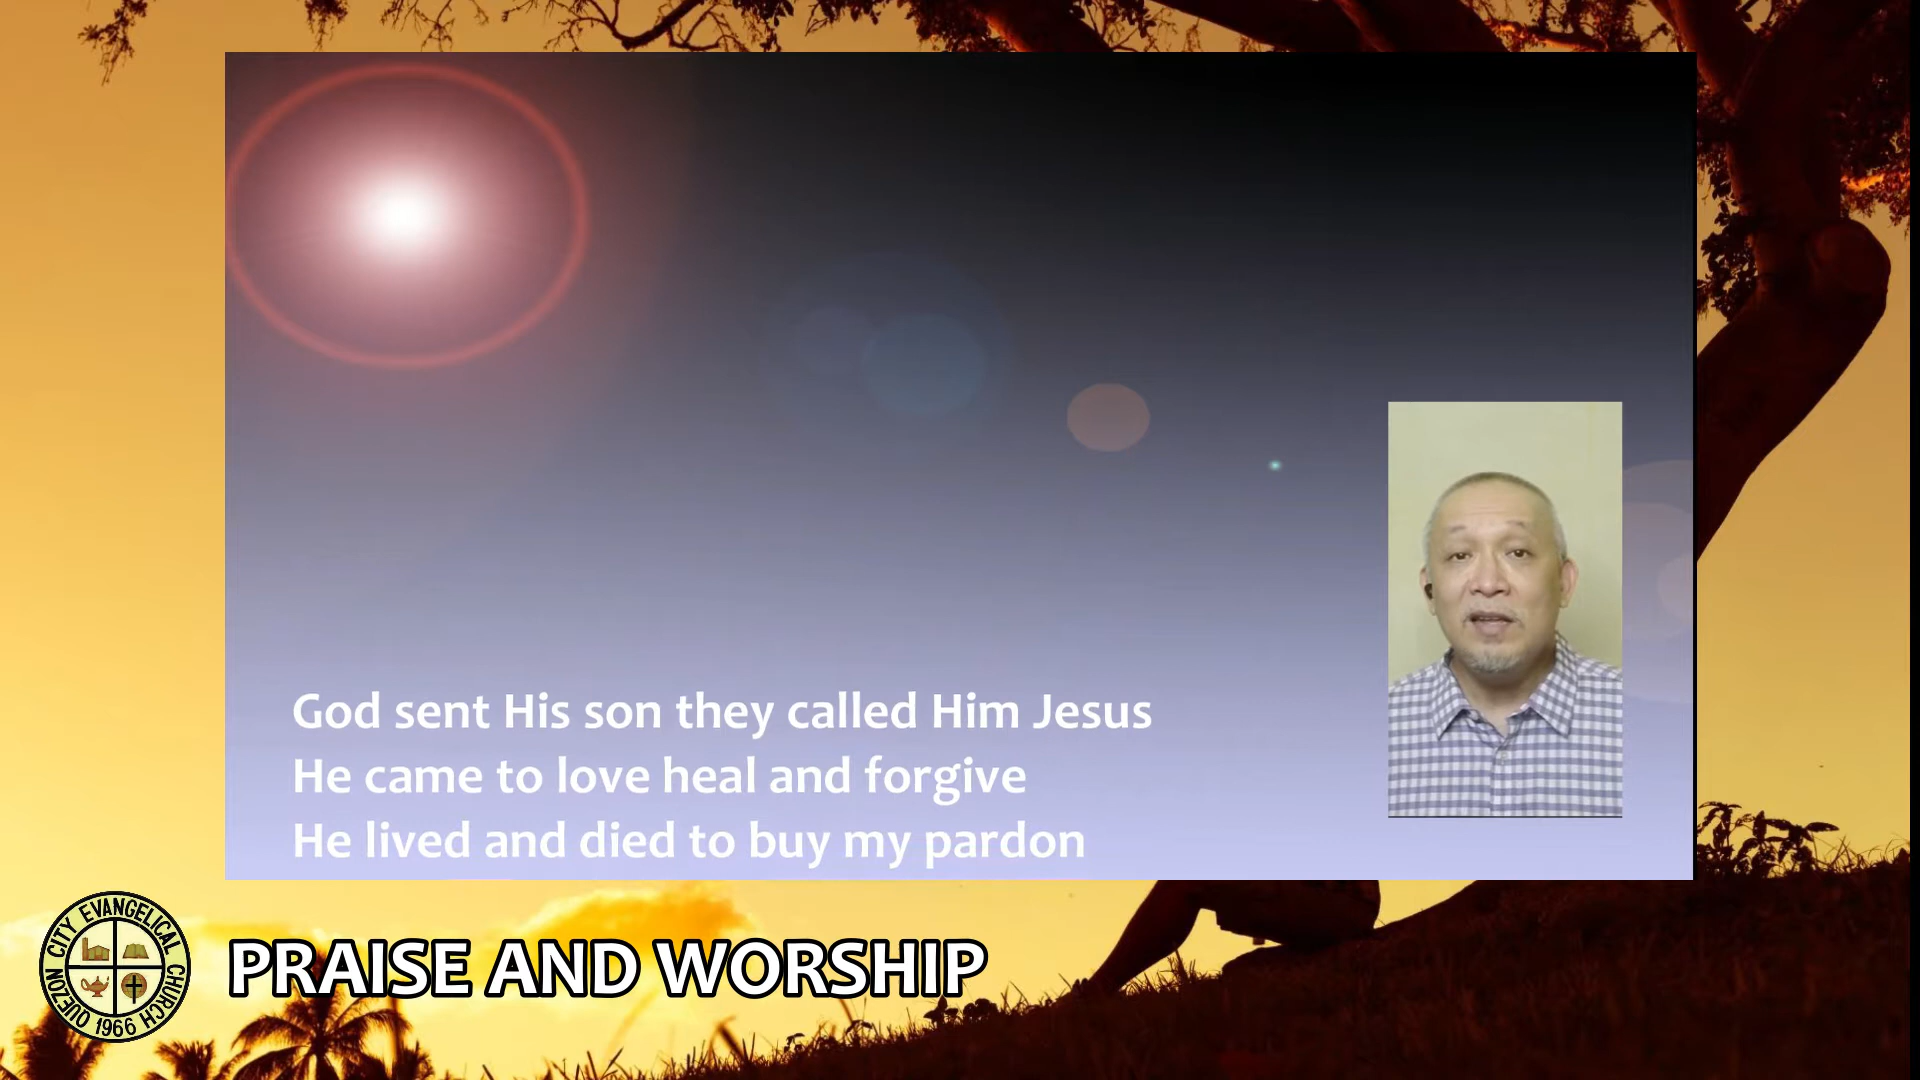 God sent His son they called Him Jesus
He came to love heal and forgive
He lived and died to buy my pardon
QUEZON CITY EVANGELICAL CHURCH
1966
PRAISE AND WORSHIP